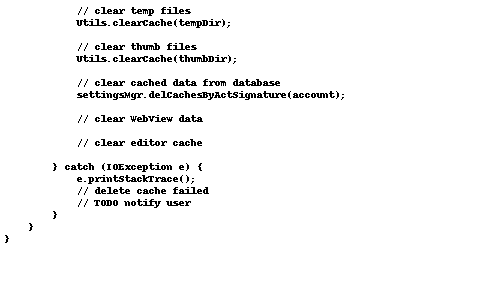 // clear temp files
Utils.clearCache(tempDir);
// clear thumb files
Utils.clearCache(thumbDir);
// clear cached data from database
settingsMgr.delCachesByActSignature(account);
// clear WebView data
// clear editor cache
} catch (IOException e) {
e.printStackTrace();
// delete cache failed
// TODO notify user
}
}
}